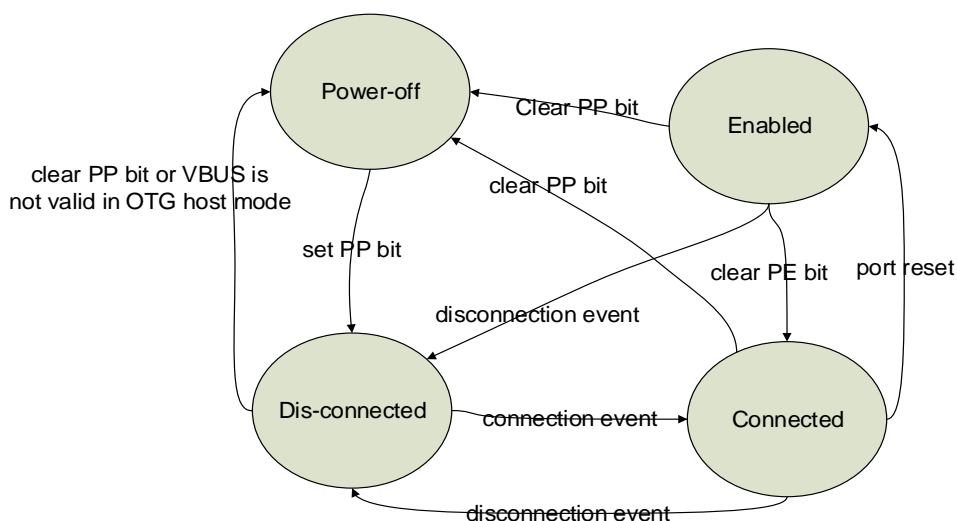 Power-off
Enabled
Clear PP bit
clear PP bit or VBUS is
not valid in OTG host mode
clear PP bit
set PP bit
clear PE bit
port reset
disconnection event
Dis-connected
connection event
Connected
disconnection event